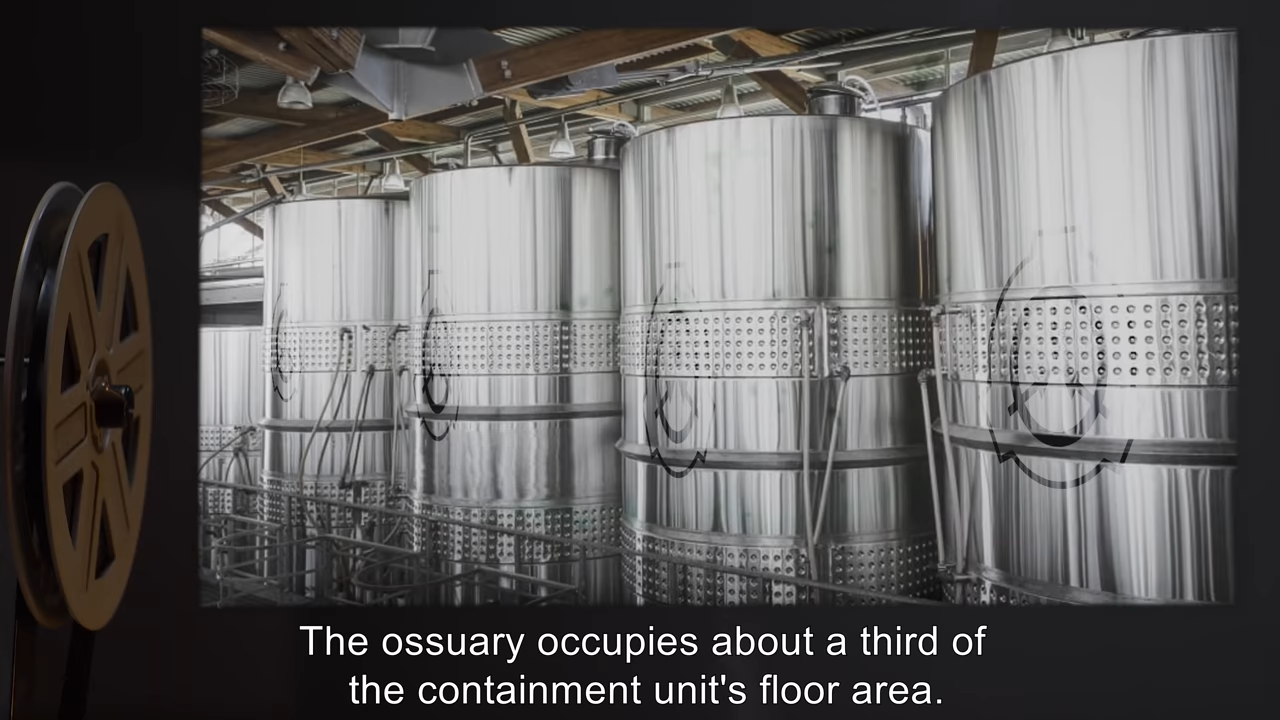 The ossuary occupies about a third of
the containment unit's floor area.